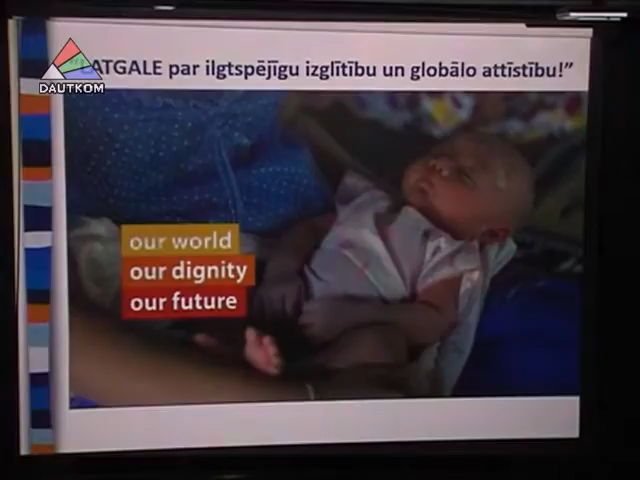 ATGALE par ilgtspējīgu izglītību un globālo attīstību!”
DAUTKOM
our world
our dignity
our future